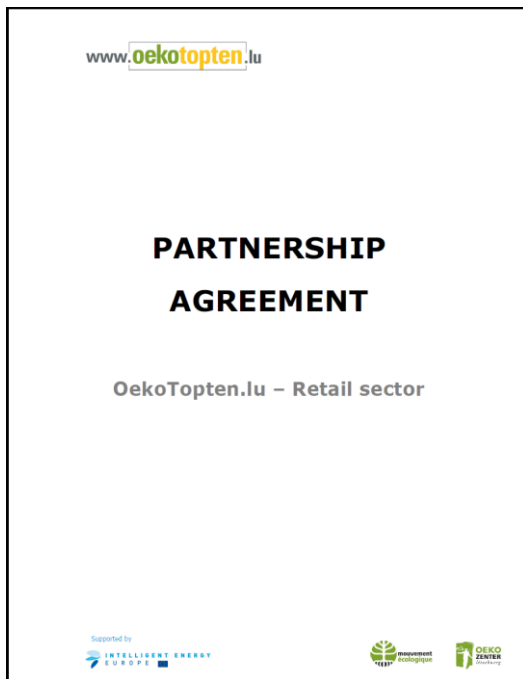 www.oekotopten.lu
PARTNERSHIP
AGREEMENT
OekoTopten.lu – Retail sector
Supported by
INTELLIGENT ENERGY
EUROPE
mouvement
écologique
OEKO
ZENTER